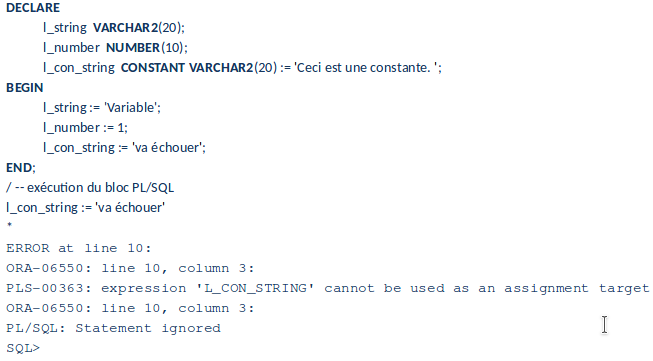 DECLARE
l_string VARCHAR2(20);
l_number NUMBER(10);
l_con_string CONSTANT VARCHAR2(20) := 'Ceci est une constante. ';
BEGIN
l_string := 'Variable';
l_number := 1;
l_con_string := 'va échouer';
END;
/ -- exécution du bloc PL/SQL
l_con_string := 'va échouer'
*
ERROR at line 10:
ORA-06550: line 10, column 3:
PLS-00363: expression 'L_CON_STRING' cannot be used as an assignment target
ORA-06550: line 10, column 3:
PL/SQL: Statement ignored
SQL>